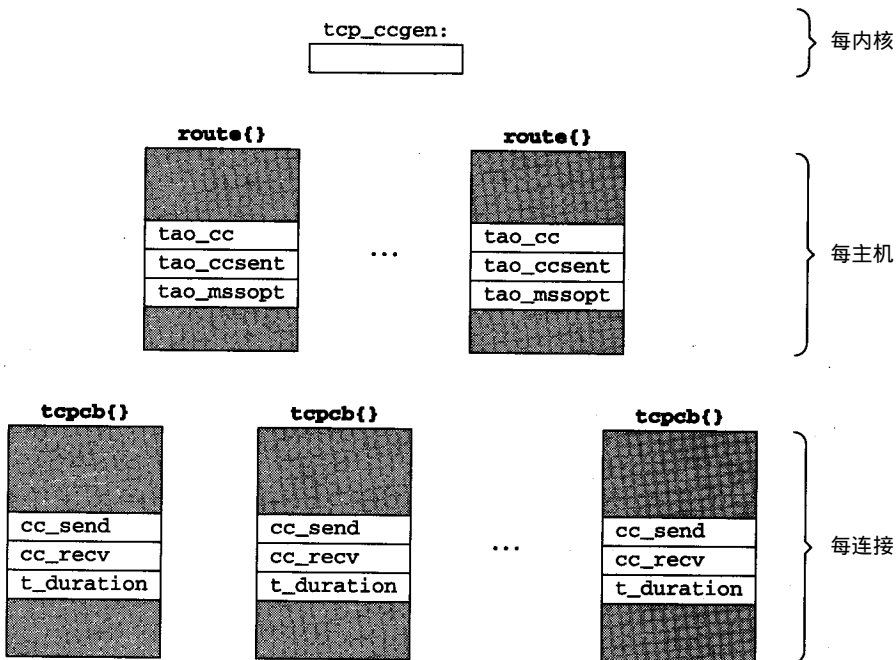 tcp_ccgen:
每内核
route{}
route{}
tao_cc
tao_ccsent
tao_mssopt
...
tao_cc
tao_ccsent
tao_mssopt
每主机
tcpcb{}
tcpcb{}
tcpcb{}
cc_send
cc_recv
t_duration
cc_send
cc_recv
t_duration
...
cc_send
cc_recv
t_duration
每连接